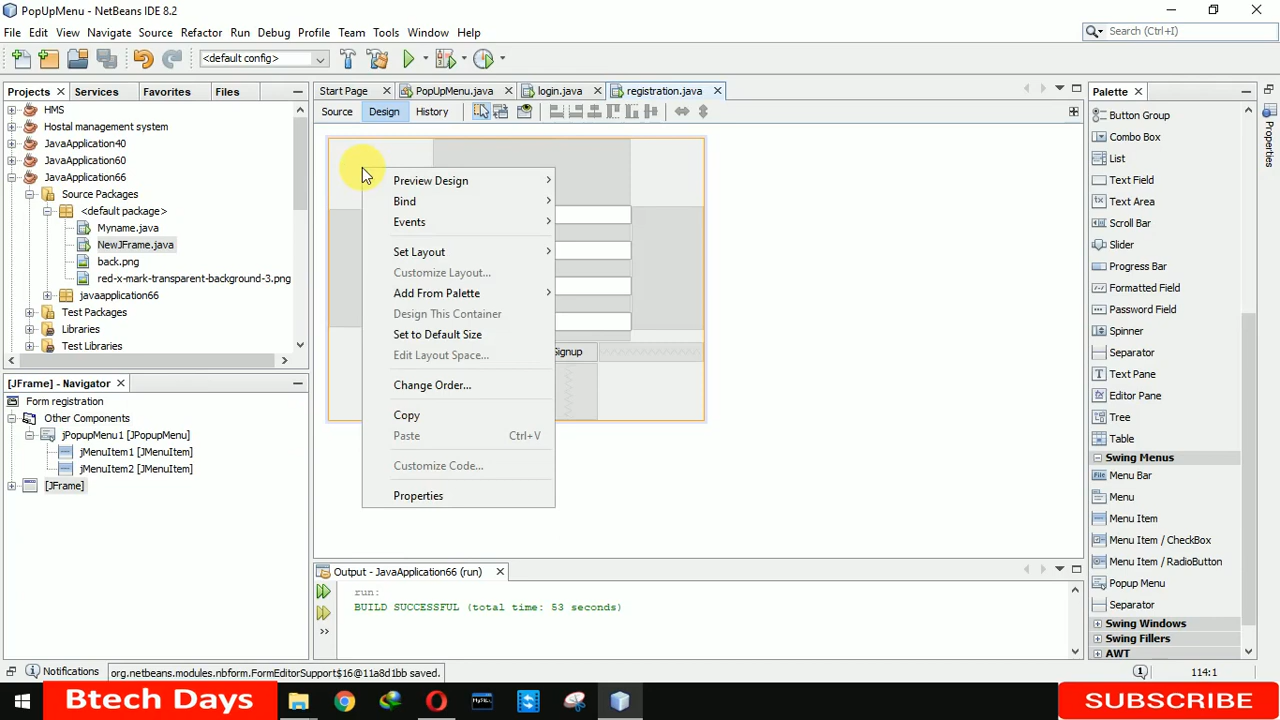 PopUpMenu - NetBeans IDE 8.2
File Edit View Navigate Source Refactor Run Debug Profile Team Tools Window Help
Search (Ctrl+I)
<default config>
Projects Services Favorites Files
Start Page PopUpMenu.java login.java registration.java
Palette
Properties
Source Design History
HMS
Hostal management system
JavaApplication40
JavaApplication60
JavaApplication66
Source Packages
<default package>
Myname.java
NewJFrame.java
back.png
red-x-mark-transparent-background-3.png
javaapplication66
Test Packages
Libraries
Test Libraries
[JFrame] - Navigator
Form registration
Other Components
jPopupMenu1 [JPopupMenu]
jMenuItem1 [JMenuItem]
jMenuItem2 [JMenuItem]
[JFrame]
Preview Design
Bind
Events
Set Layout
Customize Layout...
Add From Palette
Design This Container
Set to Default Size
Edit Layout Space...
Change Order...
Copy
Paste Ctrl+V
Customize Code...
Properties
Signup
Button Group
Combo Box
List
Text Field
Text Area
Scroll Bar
Slider
Progress Bar
Formatted Field
Password Field
Spinner
Separator
Text Pane
Editor Pane
Tree
Table
Swing Menus
Menu Bar
Menu
Menu Item
Menu Item / CheckBox
Menu Item / RadioButton
Popup Menu
Separator
Swing Windows
Swing Fillers
AWT
Output - JavaApplication66 (run)
run:
BUILD SUCCESSFUL (total time: 53 seconds)
Notifications
org.netbeans.modules.nbform.FormEditorSupport$16@11a8d1bb saved.
114:1
Btech Days
SUBSCRIBE